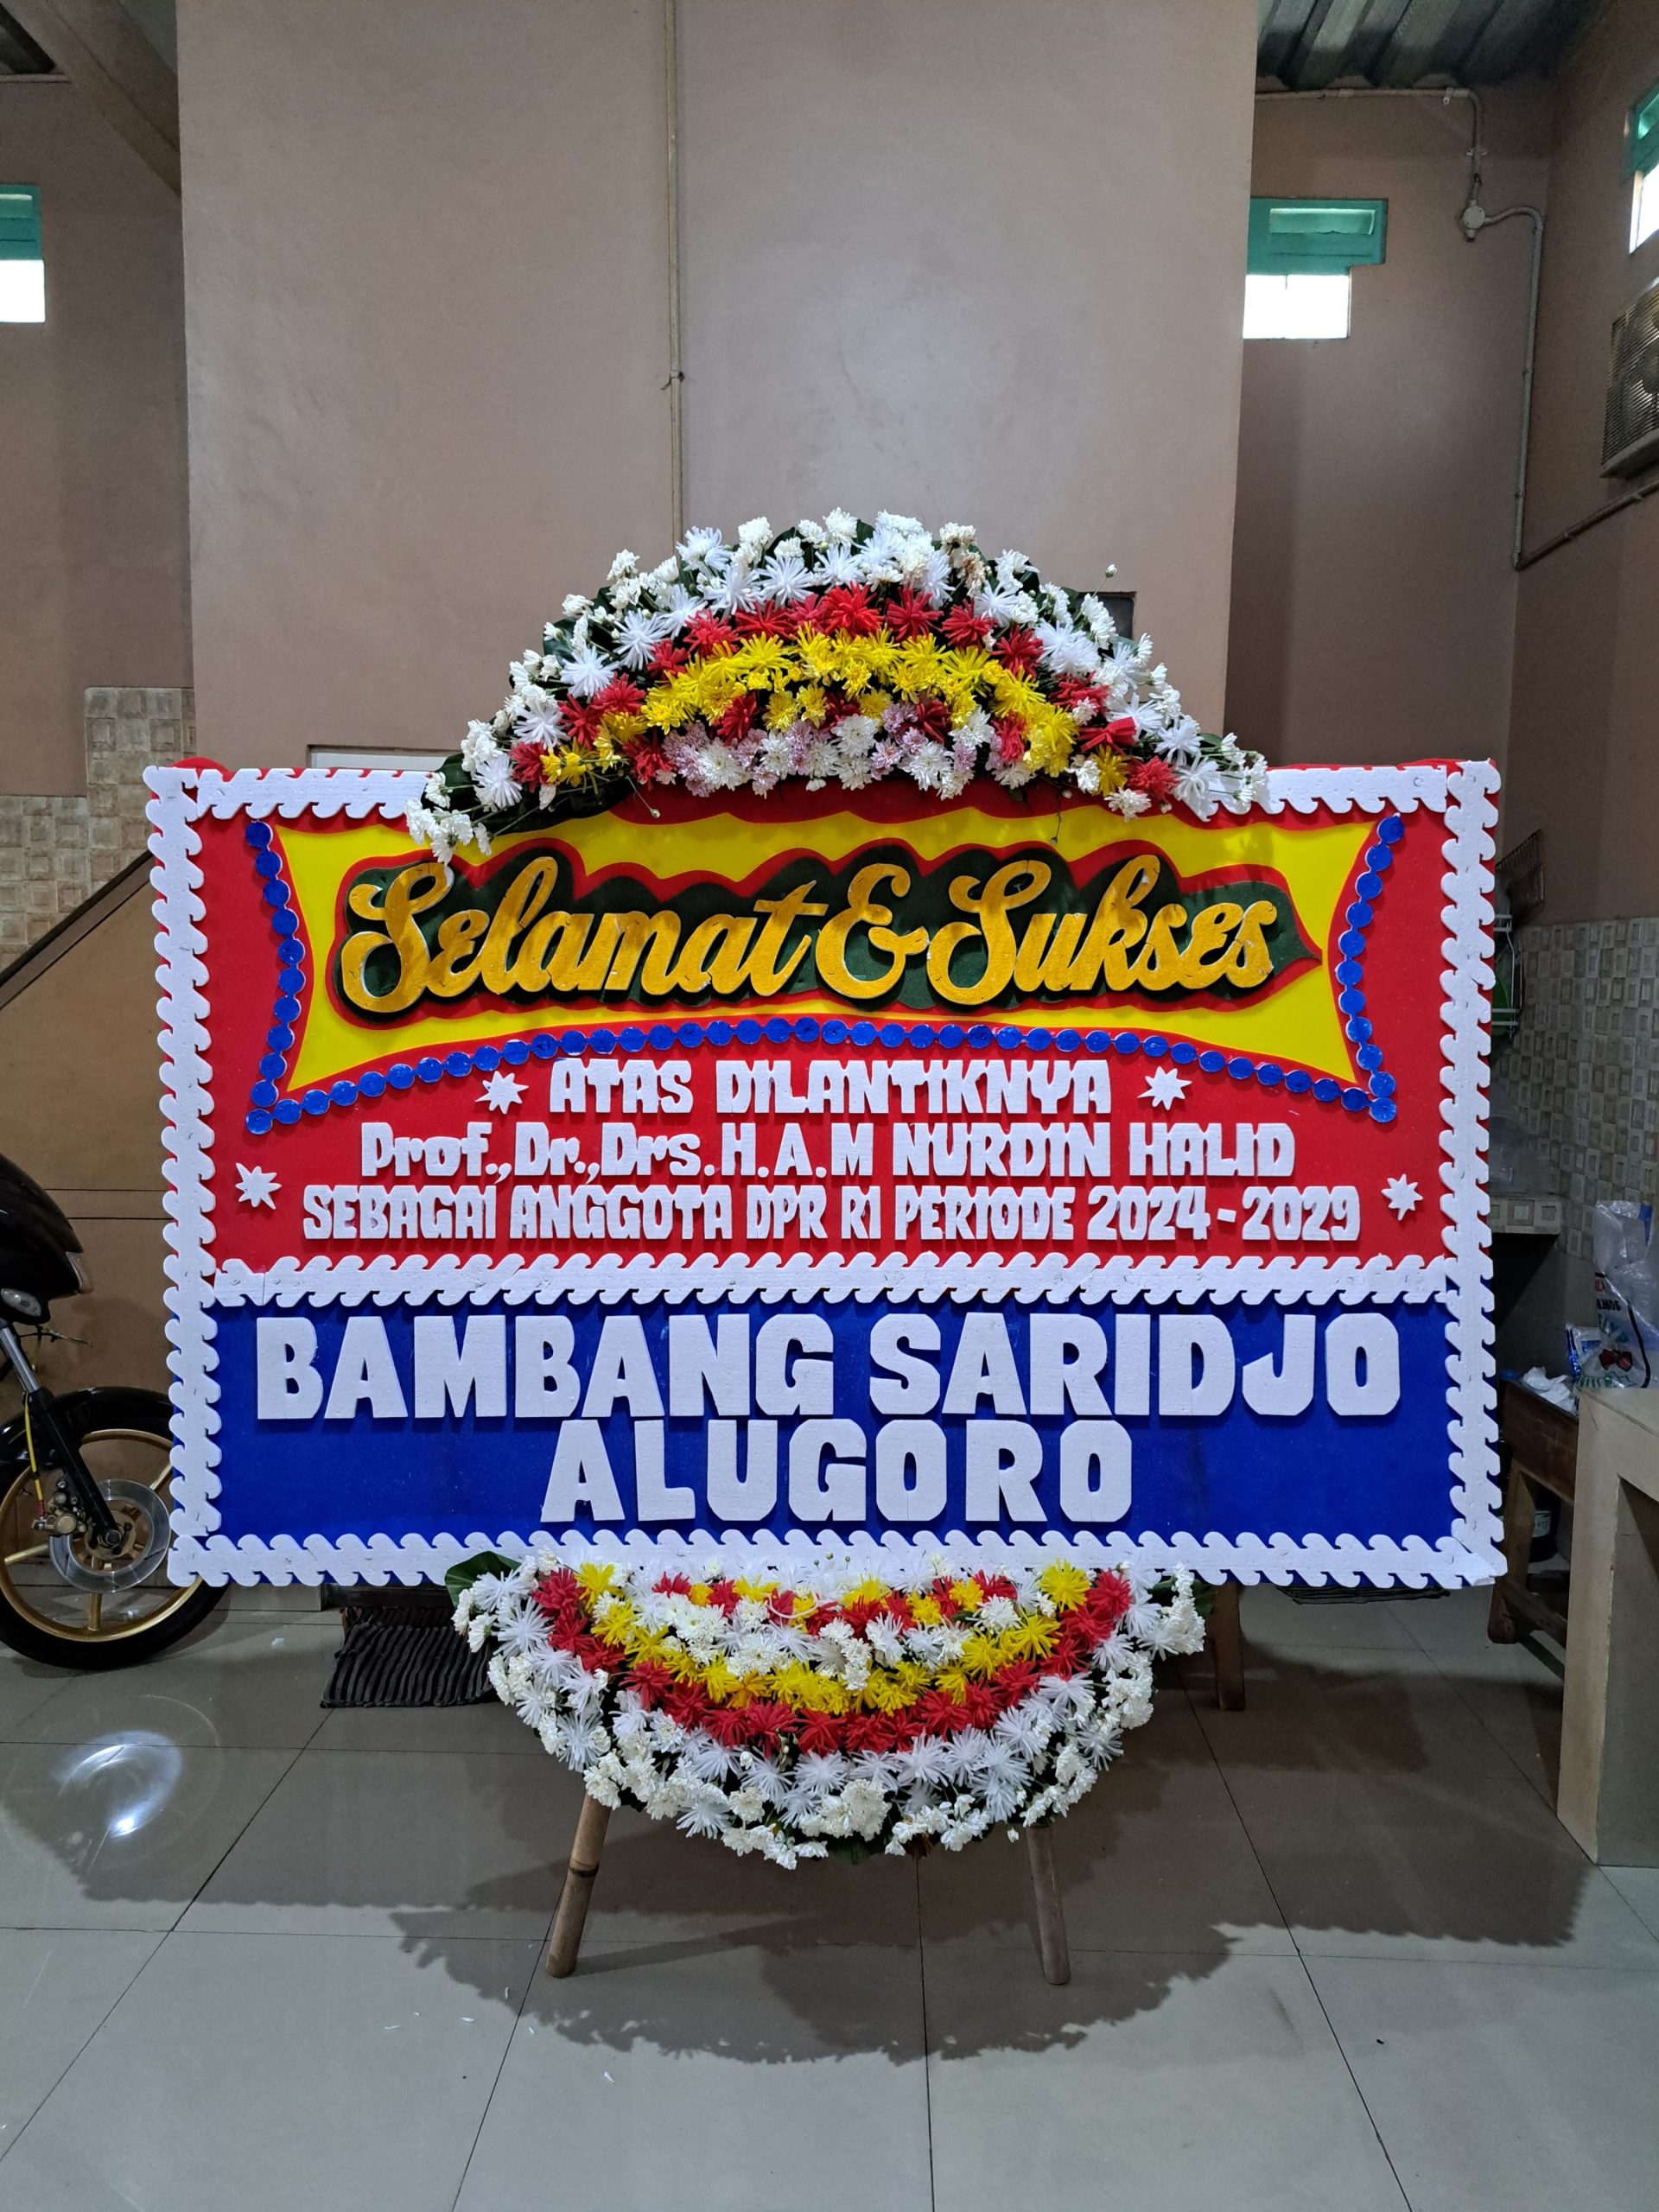 Selamat & Sukses
ATAS DILANTIKNYA
Prof.,Dr.,Drs.H.A.M NURDIN HALID
SEBAGAI ANGGOTA DPR RI PERIODE 2024-2029
BAMBANG SARIDJO
ALUGORO